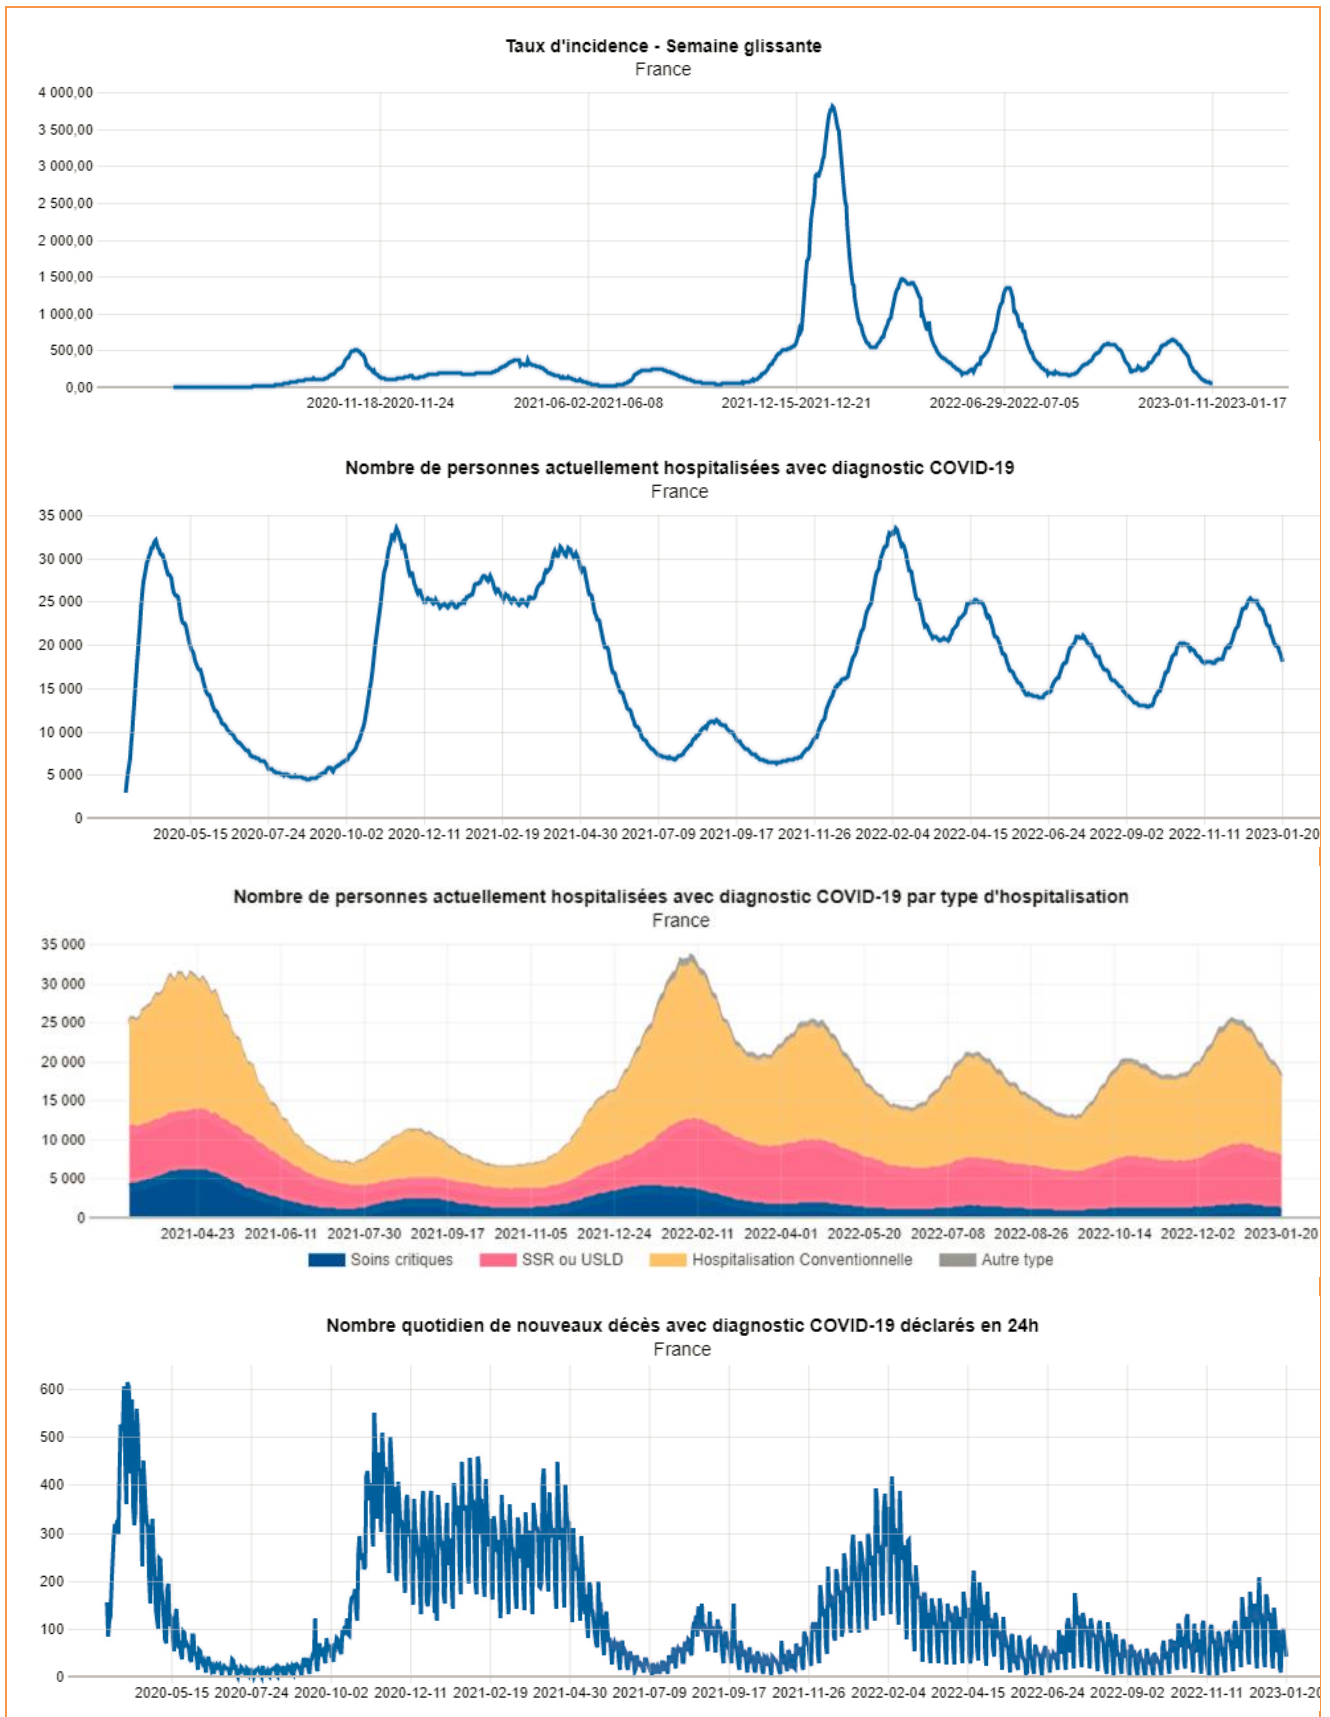 Taux d'incidence - Semaine glissante
France
4 000,00
3 500,00
3 000,00
2 500,00
2 000,00
1 500,00
1 000,00
500,00
0,00
2020-11-18-2020-11-24 2021-06-02-2021-06-08 2021-12-15-2021-12-21 2022-06-29-2022-07-05 2023-01-11-2023-01-17
Nombre de personnes actuellement hospitalisées avec diagnostic COVID-19
France
35 000
30 000
25 000
20 000
15 000
10 000
5 000
0
2020-05-15 2020-07-24 2020-10-02 2020-12-11 2021-02-19 2021-04-30 2021-07-09 2021-09-17 2021-11-26 2022-02-04 2022-04-15 2022-06-24 2022-09-02 2022-11-11 2023-01-20
Nombre de personnes actuellement hospitalisées avec diagnostic COVID-19 par type d'hospitalisation
France
35 000
30 000
25 000
20 000
15 000
10 000
5 000
0
2021-04-23 2021-06-11 2021-07-30 2021-09-17 2021-11-05 2021-12-24 2022-02-11 2022-04-01 2022-05-20 2022-07-08 2022-08-26 2022-10-14 2022-12-02 2023-01-20
Soins critiques SSR ou USLD Hospitalisation Conventionnelle Autre type
Nombre quotidien de nouveaux décès avec diagnostic COVID-19 déclarés en 24h
France
600
500
400
300
200
100
0
2020-05-15 2020-07-24 2020-10-02 2020-12-11 2021-02-19 2021-04-30 2021-07-09 2021-09-17 2021-11-26 2022-02-04 2022-04-15 2022-06-24 2022-09-02 2022-11-11 2023-01-20